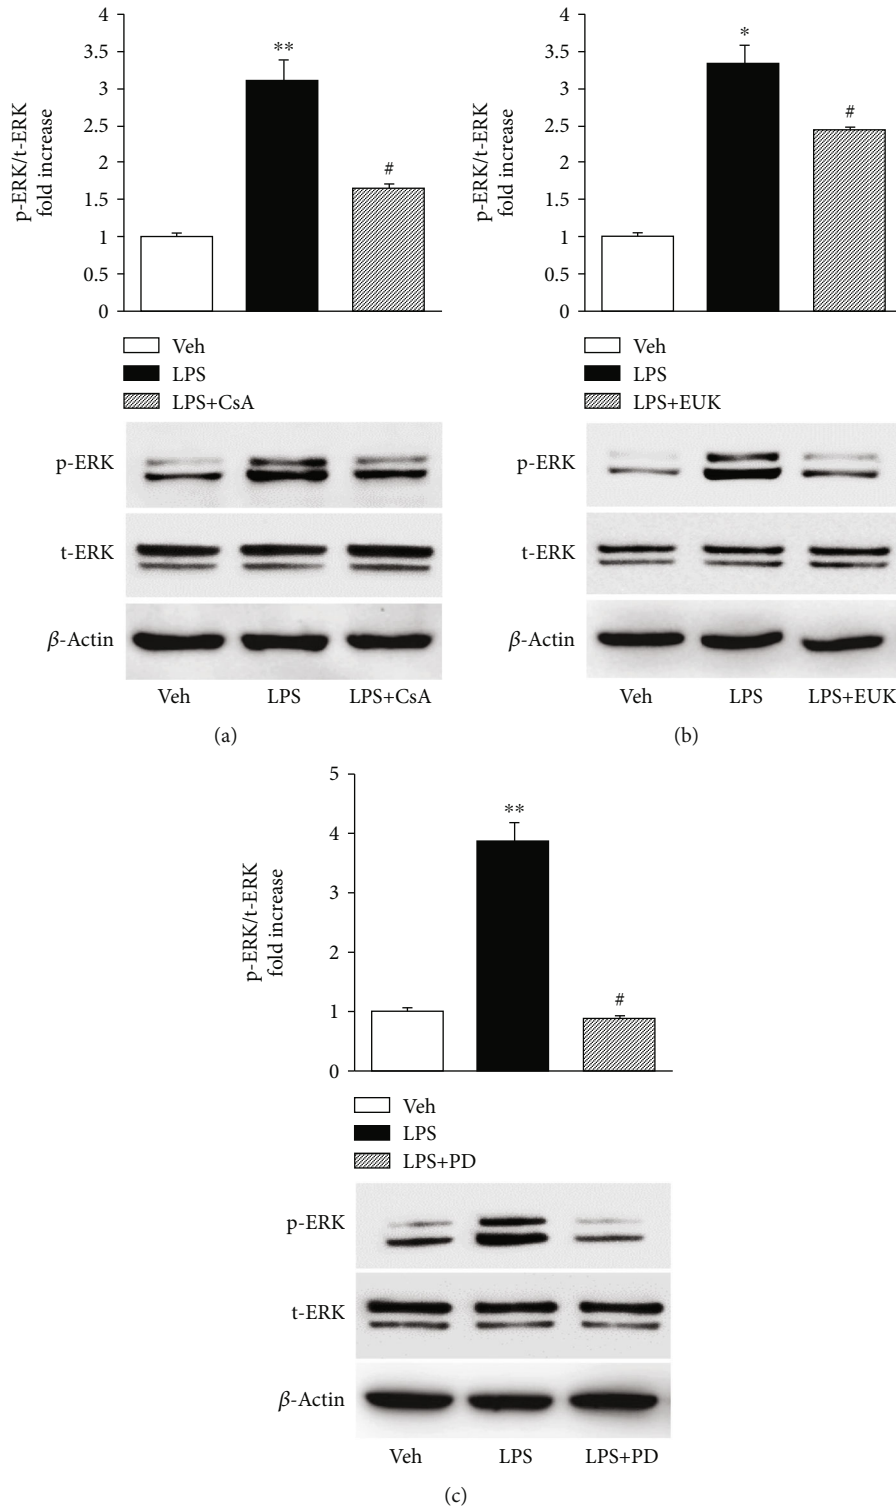 4
3.5
3
2.5
2
1.5
1
0.5
0
p-ERK/t-ERK
fold increase
**
#
Veh
LPS
LPS+CsA
p-ERK
t-ERK
β-Actin
Veh LPS LPS+CsA
(a)
4
3.5
3
2.5
2
1.5
1
0.5
0
p-ERK/t-ERK
fold increase
*
#
Veh
LPS
LPS+EUK
p-ERK
t-ERK
β-Actin
Veh LPS LPS+EUK
(b)
5
4
3
2
1
0
p-ERK/t-ERK
fold increase
**
#
Veh
LPS
LPS+PD
p-ERK
t-ERK
β-Actin
Veh LPS LPS+PD
(c)